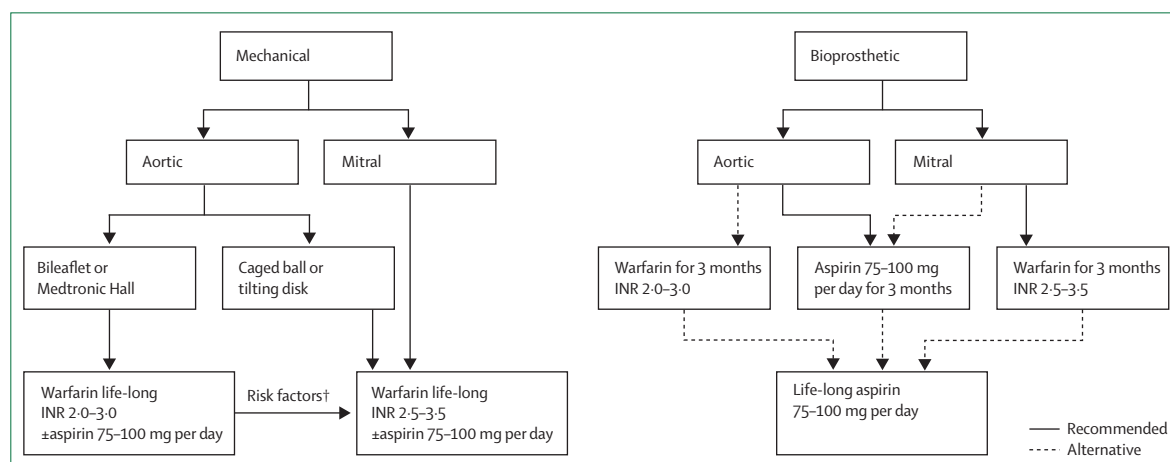 Mechanical
Aortic
Mitral
Bileaflet or
Medtronic Hall
Caged ball or
tilting disk
Warfarin life-long
INR 2·0–3·0
±aspirin 75–100 mg per day
Risk factors†
Warfarin life-long
INR 2·5–3·5
±aspirin 75–100 mg per day
Bioprosthetic
Aortic
Mitral
Warfarin for 3 months
INR 2·0–3·0
Aspirin 75–100 mg
per day for 3 months
Warfarin for 3 months
INR 2·5–3·5
Life-long aspirin
75–100 mg per day
Recommended
Alternative